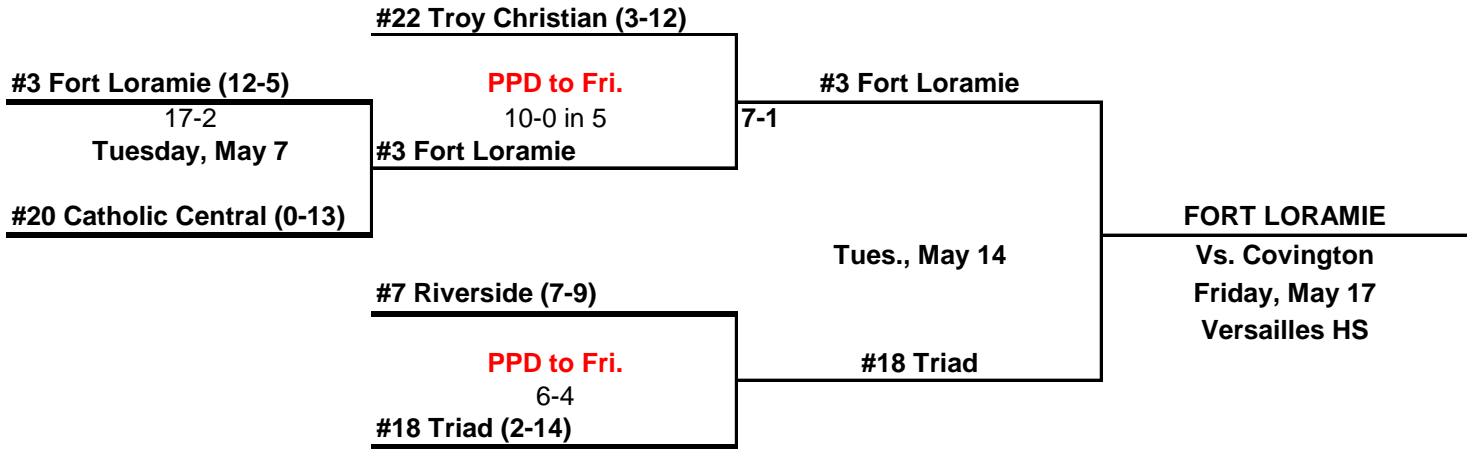 #22 Troy Christian (3-12)
#3 Fort Loramie (12-5)
PPD to Fri.
#3 Fort Loramie
17-2
10-0 in 5
7-1
Tuesday, May 7
#3 Fort Loramie
#20 Catholic Central (0-13)
FORT LORAMIE
Tues., May 14
Vs. Covington
#7 Riverside (7-9)
Friday, May 17
Versailles HS
PPD to Fri.
#18 Triad
6-4
#18 Triad (2-14)